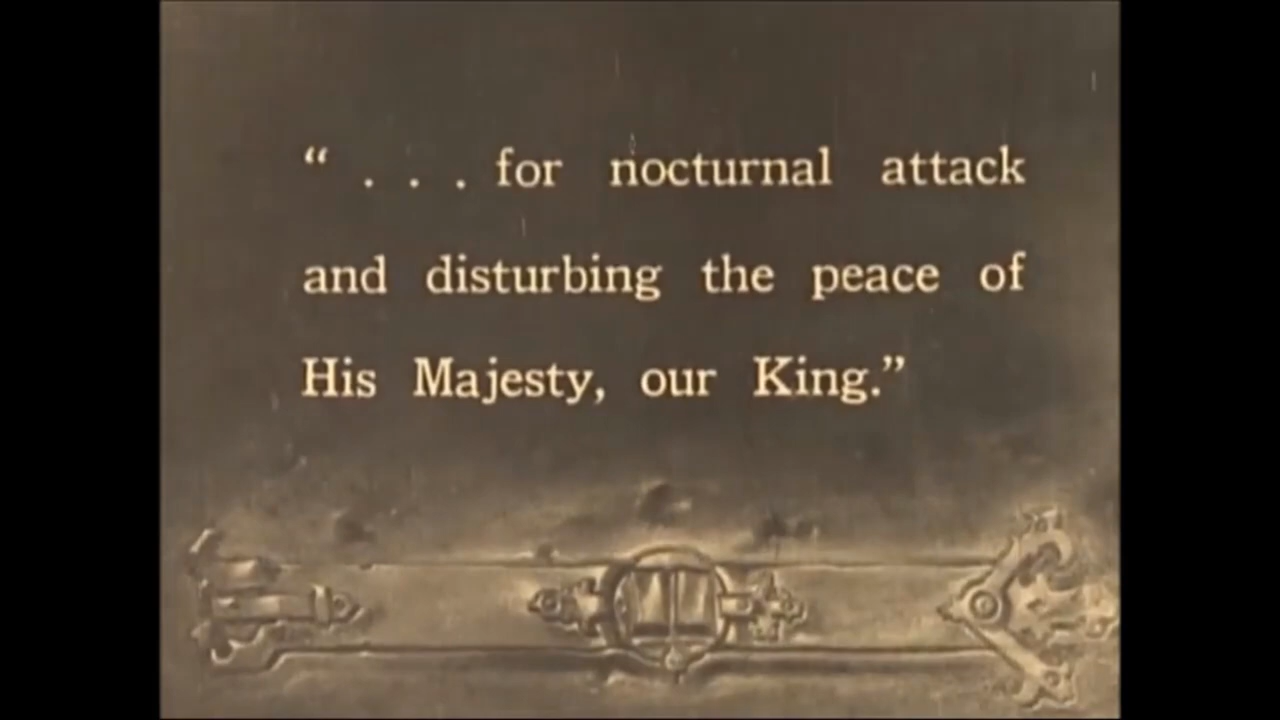 “ . . . for nocturnal attack
and disturbing the peace of
His Majesty, our King.”